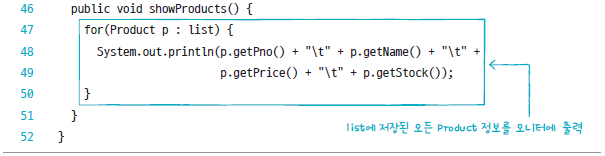 46 public void showProducts() {
47 for(Product p : list) {
48 System.out.println(p.getPno() + "\t" + p.getName() + "\t" +
49 p.getPrice() + "\t" + p.getStock());
50 }
51 }
list에 저장된 모든 Product 정보를 모니터에 출력
52 }